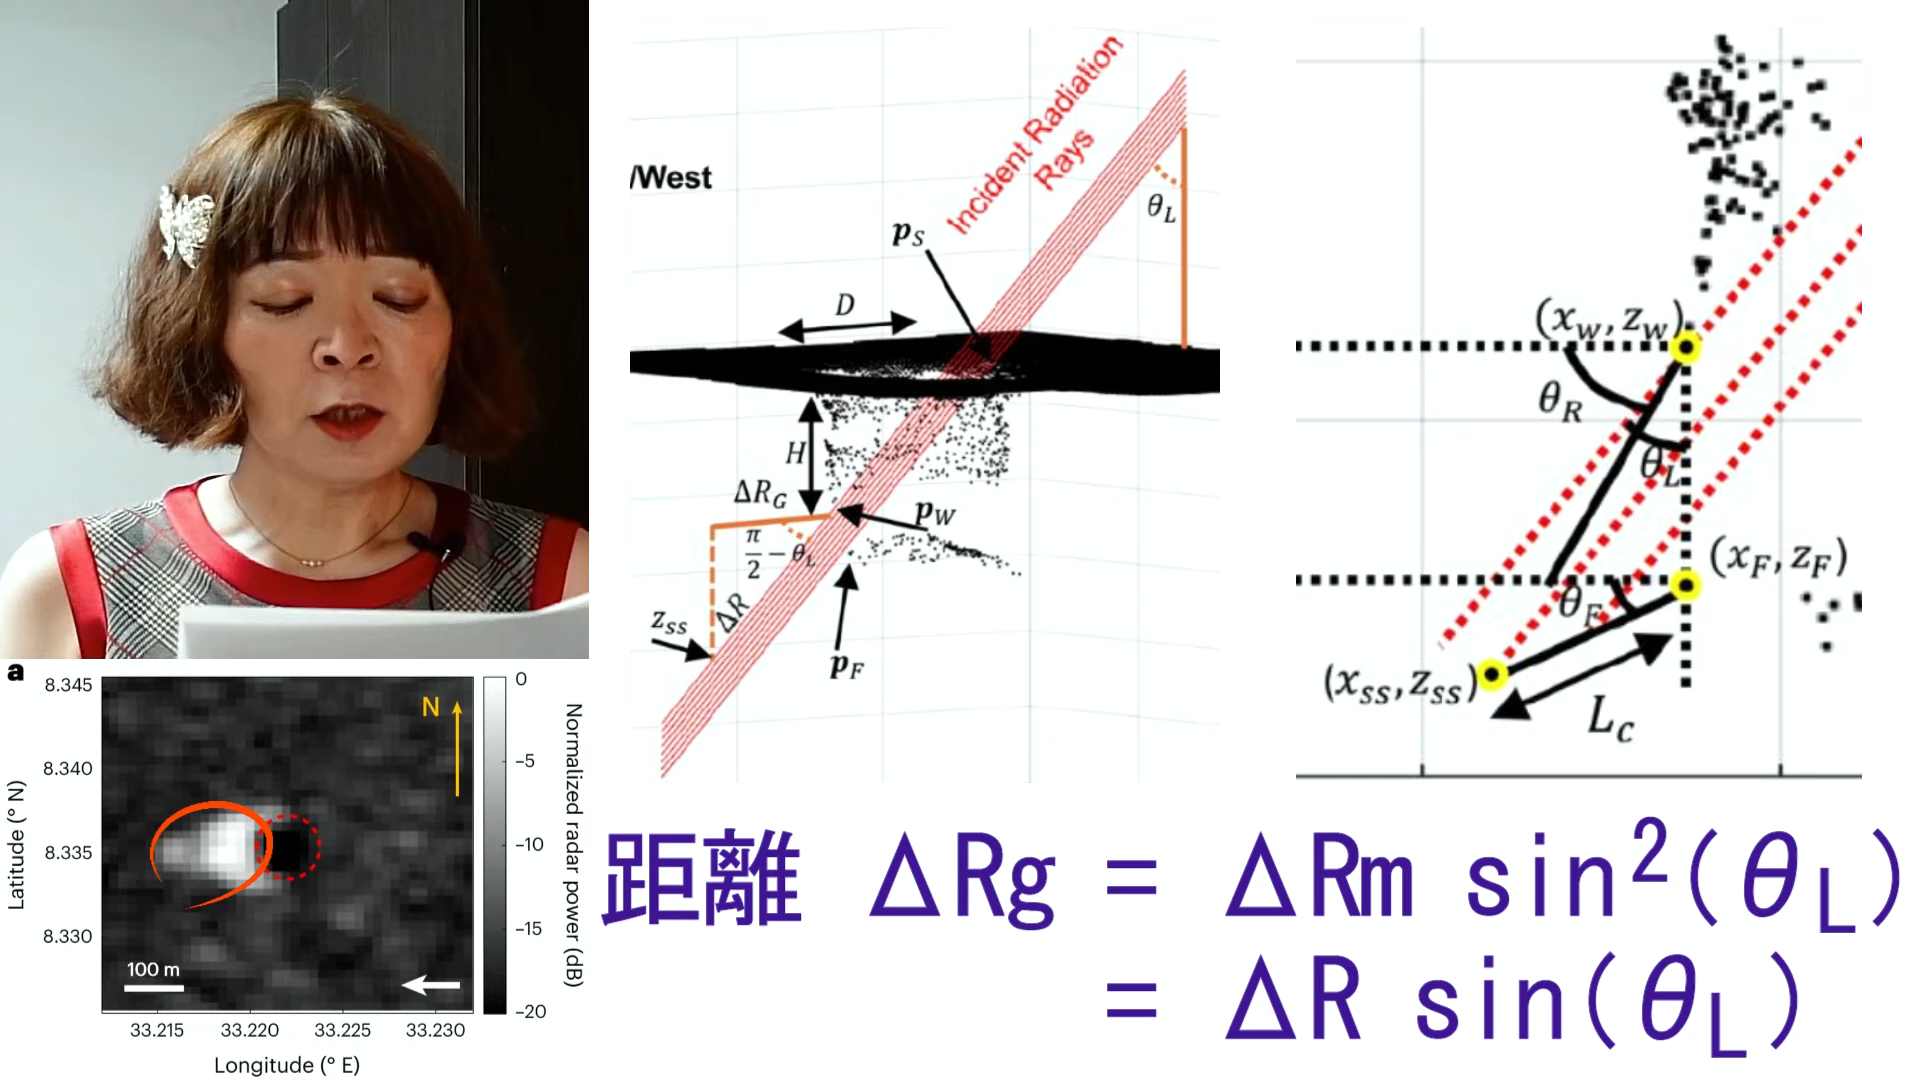 /West
Incident Radiation
Rays
θL
pS
D
H
ΔRG
pW
π/2 − θL
ΔR
zSS
pF
(xw, zw)
θR
θL
(xF, zF)
θF
(xss, zss)
Lc
a
8.345
8.340
8.335
8.330
Latitude (° N)
N
100 m
33.215 33.220 33.225 33.230
Longitude (° E)
0
−5
−10
−15
−20
Normalized radar power (dB)
距離 ΔRg = ΔRm sin²(θL)
= ΔR sin(θL)